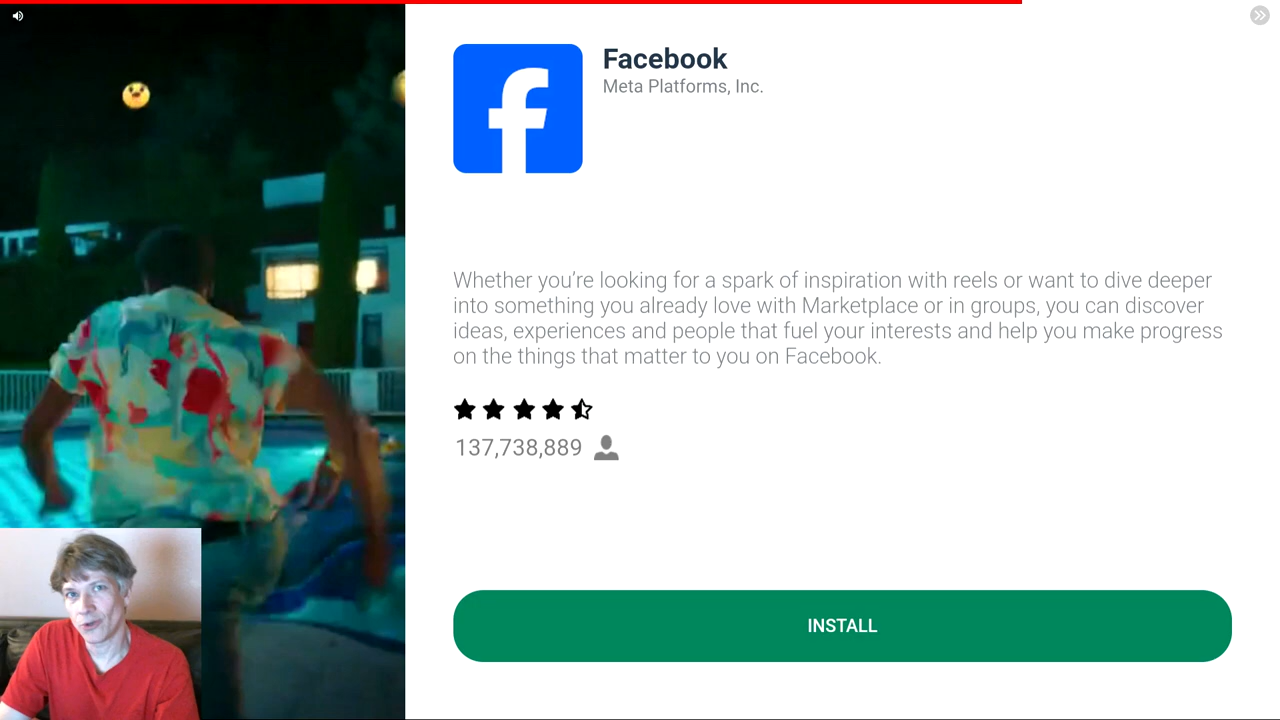 Facebook
Meta Platforms, Inc.
Whether you're looking for a spark of inspiration with reels or want to dive deeper
into something you already love with Marketplace or in groups, you can discover
ideas, experiences and people that fuel your interests and help you make progress
on the things that matter to you on Facebook.
137,738,889
INSTALL